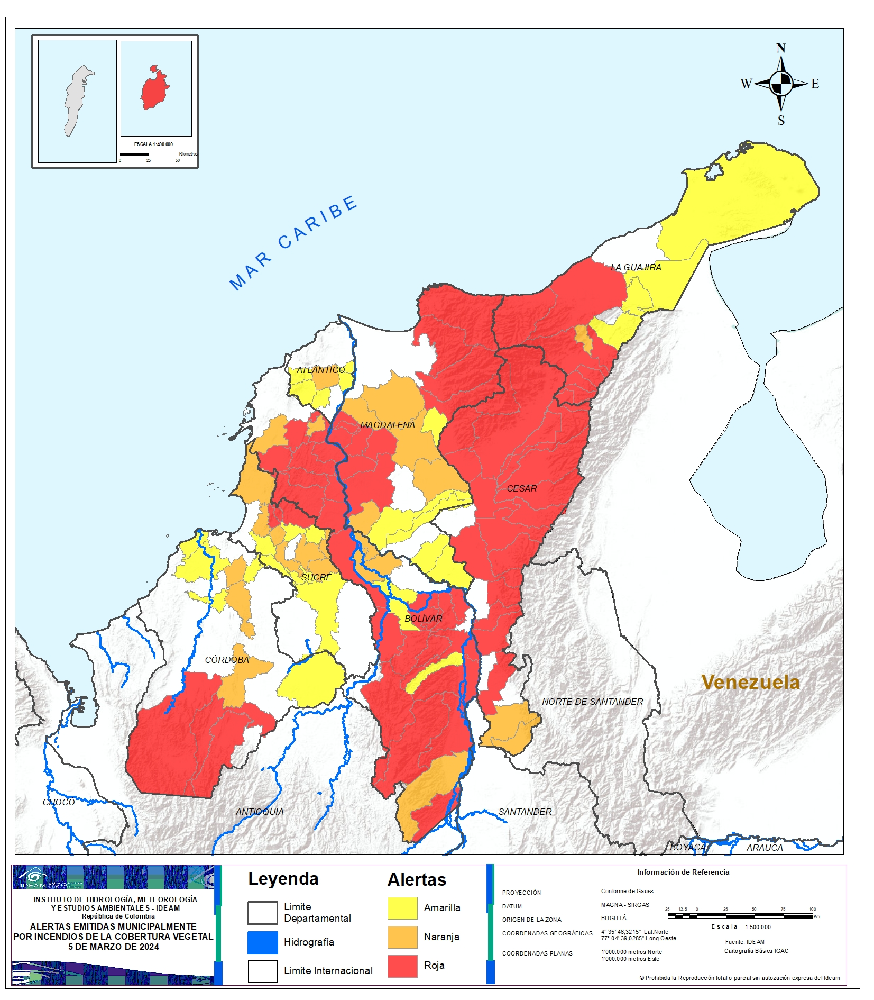 ESCALA 1:400.000
Kilómetros
0 25 50
N
W E
S
MAR CARIBE
LA GUAJIRA
ATLÁNTICO
MAGDALENA
CESAR
SUCRE
BOLÍVAR
CÓRDOBA
Venezuela
NORTE DE SANTANDER
CHOCÓ
ANTIOQUIA
SANTANDER
BOYACÁ
ARAUCA
IDEAM
INSTITUTO DE HIDROLOGÍA, METEOROLOGÍA
Y ESTUDIOS AMBIENTALES - IDEAM
República de Colombia
ALERTAS EMITIDAS MUNICIPALMENTE
POR INCENDIOS DE LA COBERTURA VEGETAL
5 DE MARZO DE 2024
Leyenda
Limite
Departamental
Hidrografía
Limite Internacional
Alertas
Amarilla
Naranja
Roja
Información de Referencia
PROYECCIÓN Conforme de Gauss
DATUM MAGNA - SIRGAS
ORIGEN DE LA ZONA BOGOTÁ
COORDENADAS GEOGRÁFICAS 4° 35' 46,3215" Lat.Norte
77° 04' 39,0285" Long.Oeste
COORDENADAS PLANAS 1'000.000 metros Norte
1'000.000 metros Este
25 12,5 0 25 50 75 100
Km
Escala 1:500.000
Fuente: IDEAM
Cartografía Básica IGAC
© Prohibida la Reproducción total o parcial sin autozación expresa del Ideam